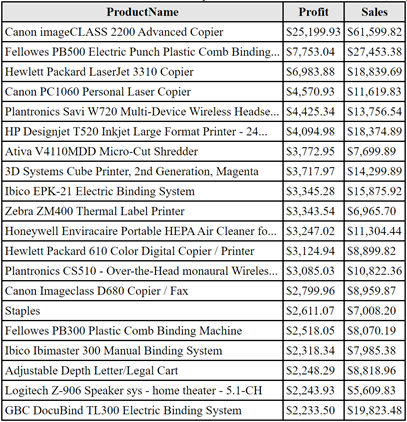 ProductName Profit Sales
Canon imageCLASS 2200 Advanced Copier $25,199.93 $61,599.82
Fellowes PB500 Electric Punch Plastic Comb Binding... $7,753.04 $27,453.38
Hewlett Packard LaserJet 3310 Copier $6,983.88 $18,839.69
Canon PC1060 Personal Laser Copier $4,570.93 $11,619.83
Plantronics Savi W720 Multi-Device Wireless Headse... $4,425.34 $13,756.54
HP Designjet T520 Inkjet Large Format Printer - 24... $4,094.98 $18,374.89
Ativa V4110MDD Micro-Cut Shredder $3,772.95 $7,699.89
3D Systems Cube Printer, 2nd Generation, Magenta $3,717.97 $14,299.89
Ibico EPK-21 Electric Binding System $3,345.28 $15,875.92
Zebra ZM400 Thermal Label Printer $3,343.54 $6,965.70
Honeywell Enviracaire Portable HEPA Air Cleaner fo... $3,247.02 $11,304.44
Hewlett Packard 610 Color Digital Copier / Printer $3,124.94 $8,899.82
Plantronics CS510 - Over-the-Head monaural Wireles... $3,085.03 $10,822.36
Canon Imageclass D680 Copier / Fax $2,799.96 $8,959.87
Staples $2,611.07 $7,008.20
Fellowes PB300 Plastic Comb Binding Machine $2,518.05 $8,070.19
Ibico Ibimaster 300 Manual Binding System $2,318.34 $7,985.38
Adjustable Depth Letter/Legal Cart $2,248.29 $8,818.96
Logitech Z-906 Speaker sys - home theater - 5.1-CH $2,243.93 $5,609.83
GBC DocuBind TL300 Electric Binding System $2,233.50 $19,823.48